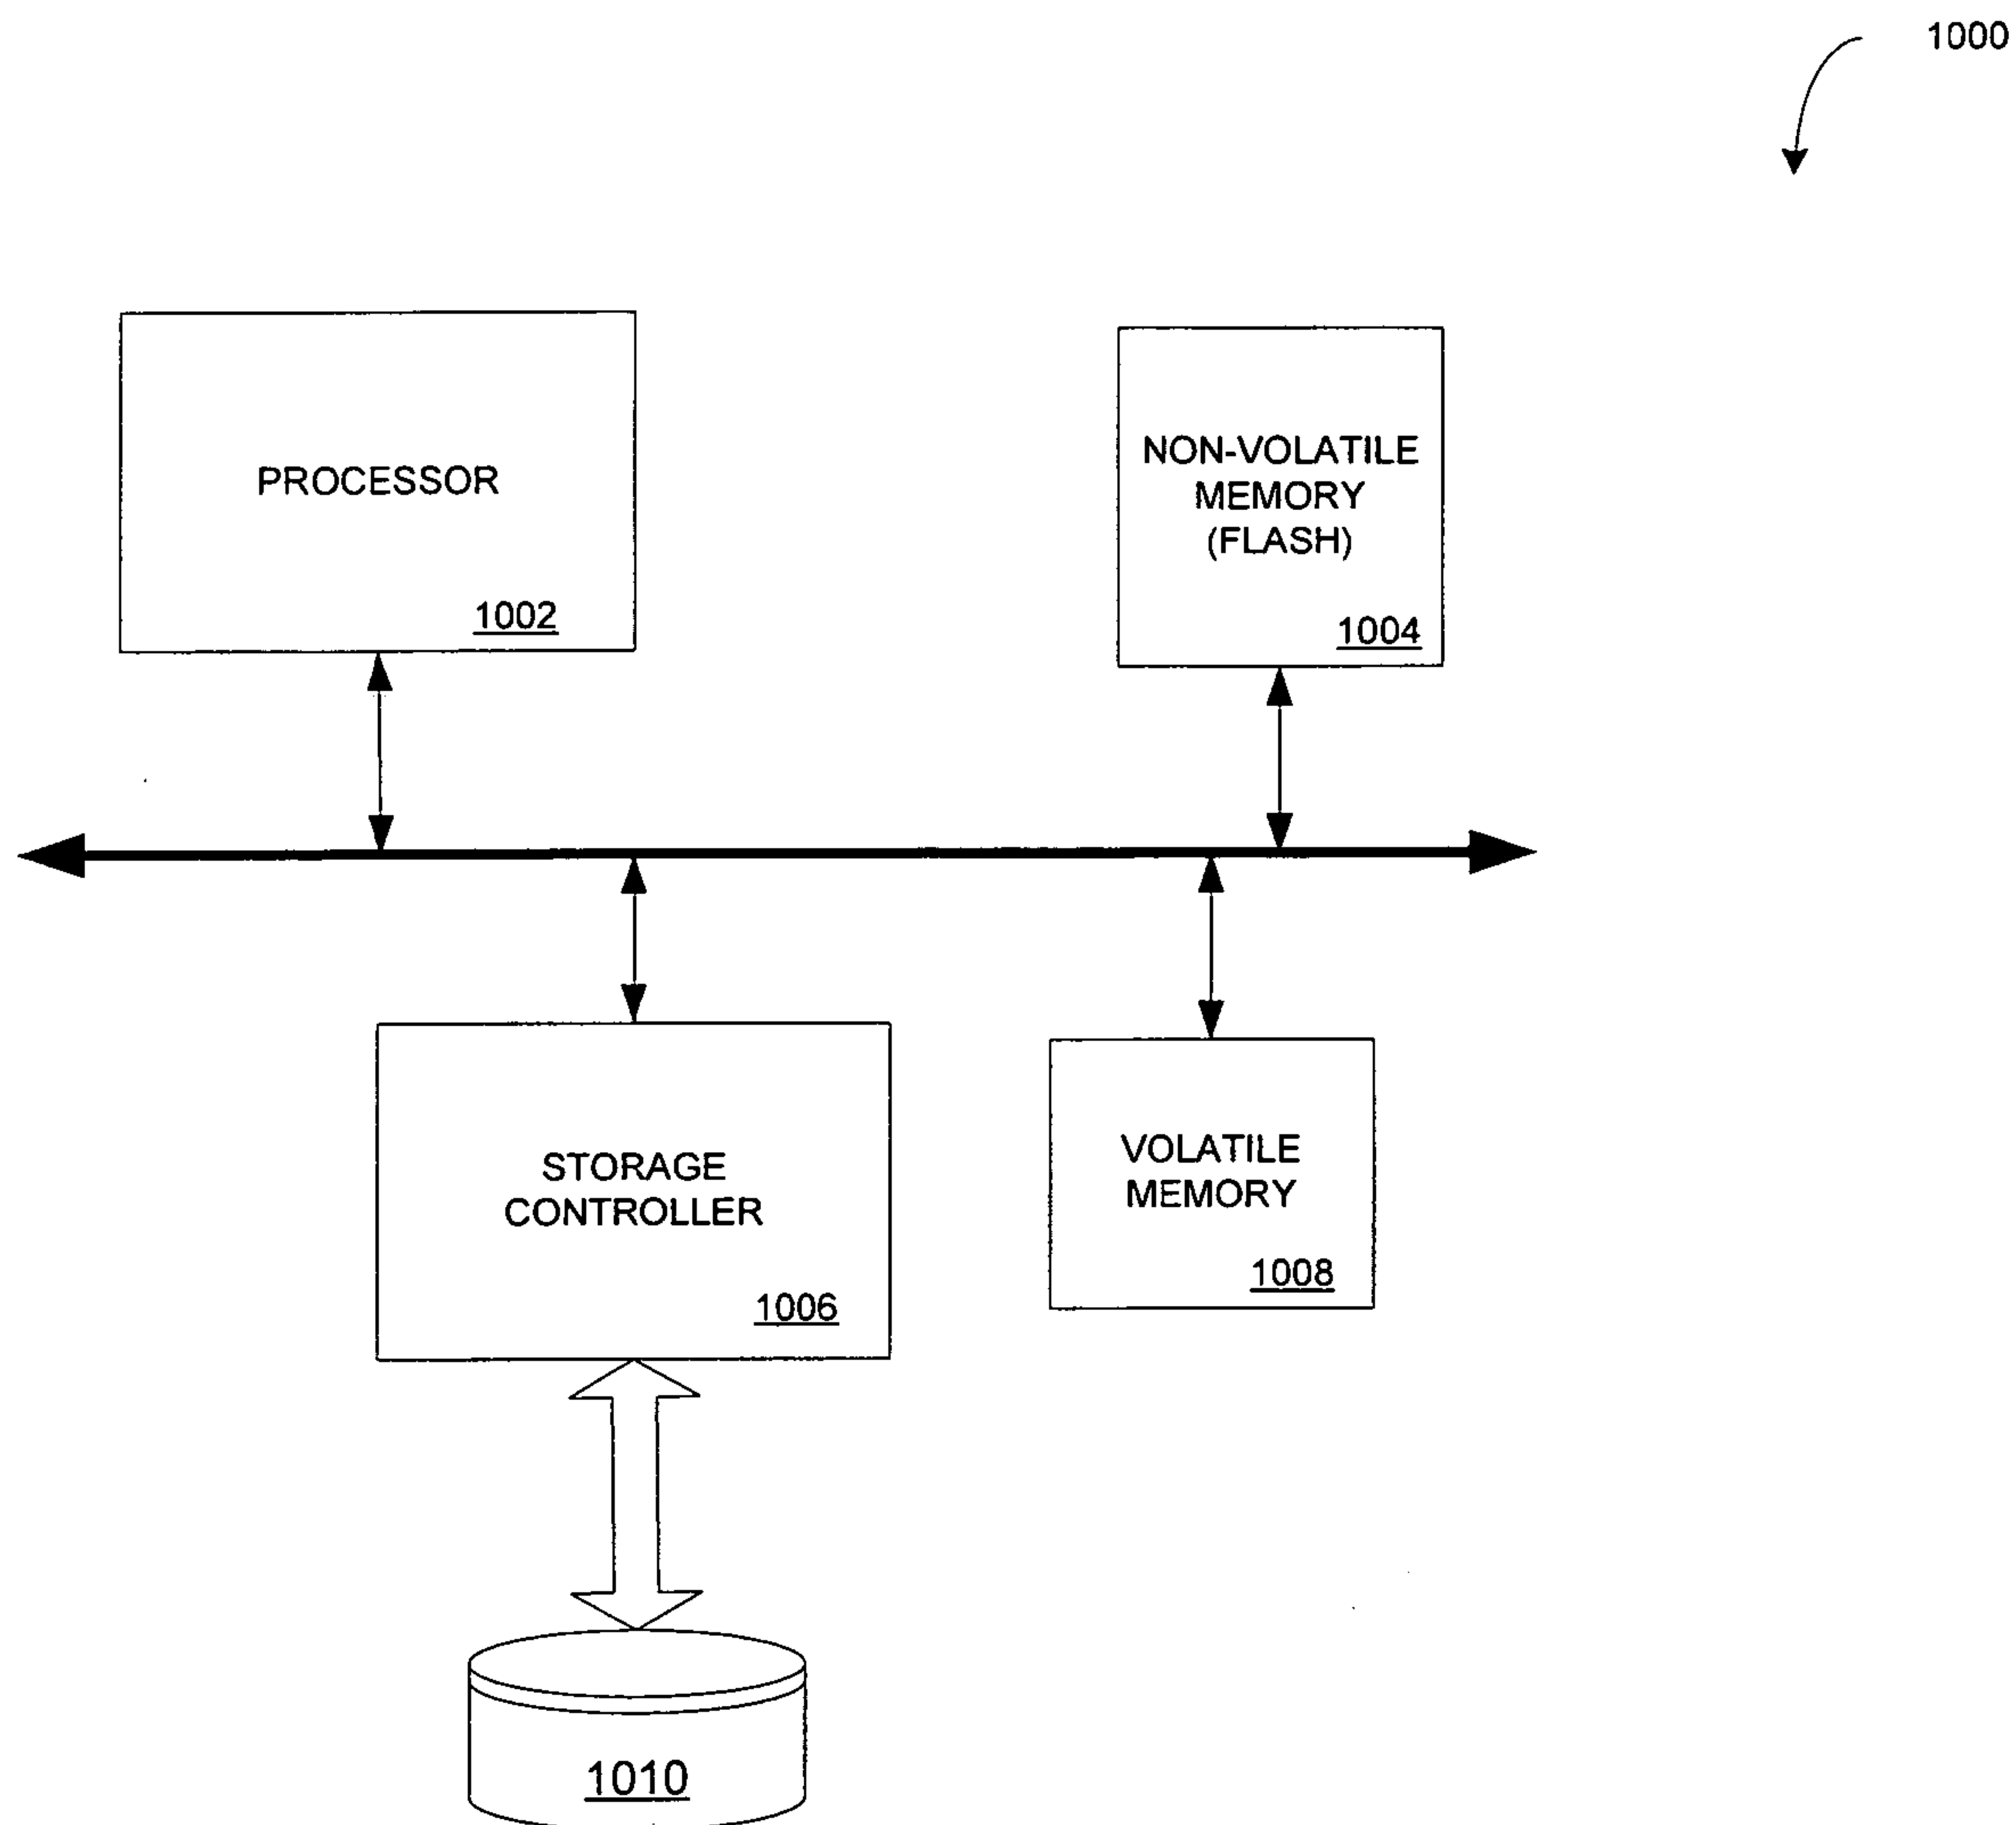 1000
PROCESSOR
1002
NON-VOLATILE
MEMORY
(FLASH)
1004
STORAGE
CONTROLLER
1006
VOLATILE
MEMORY
1008
1010